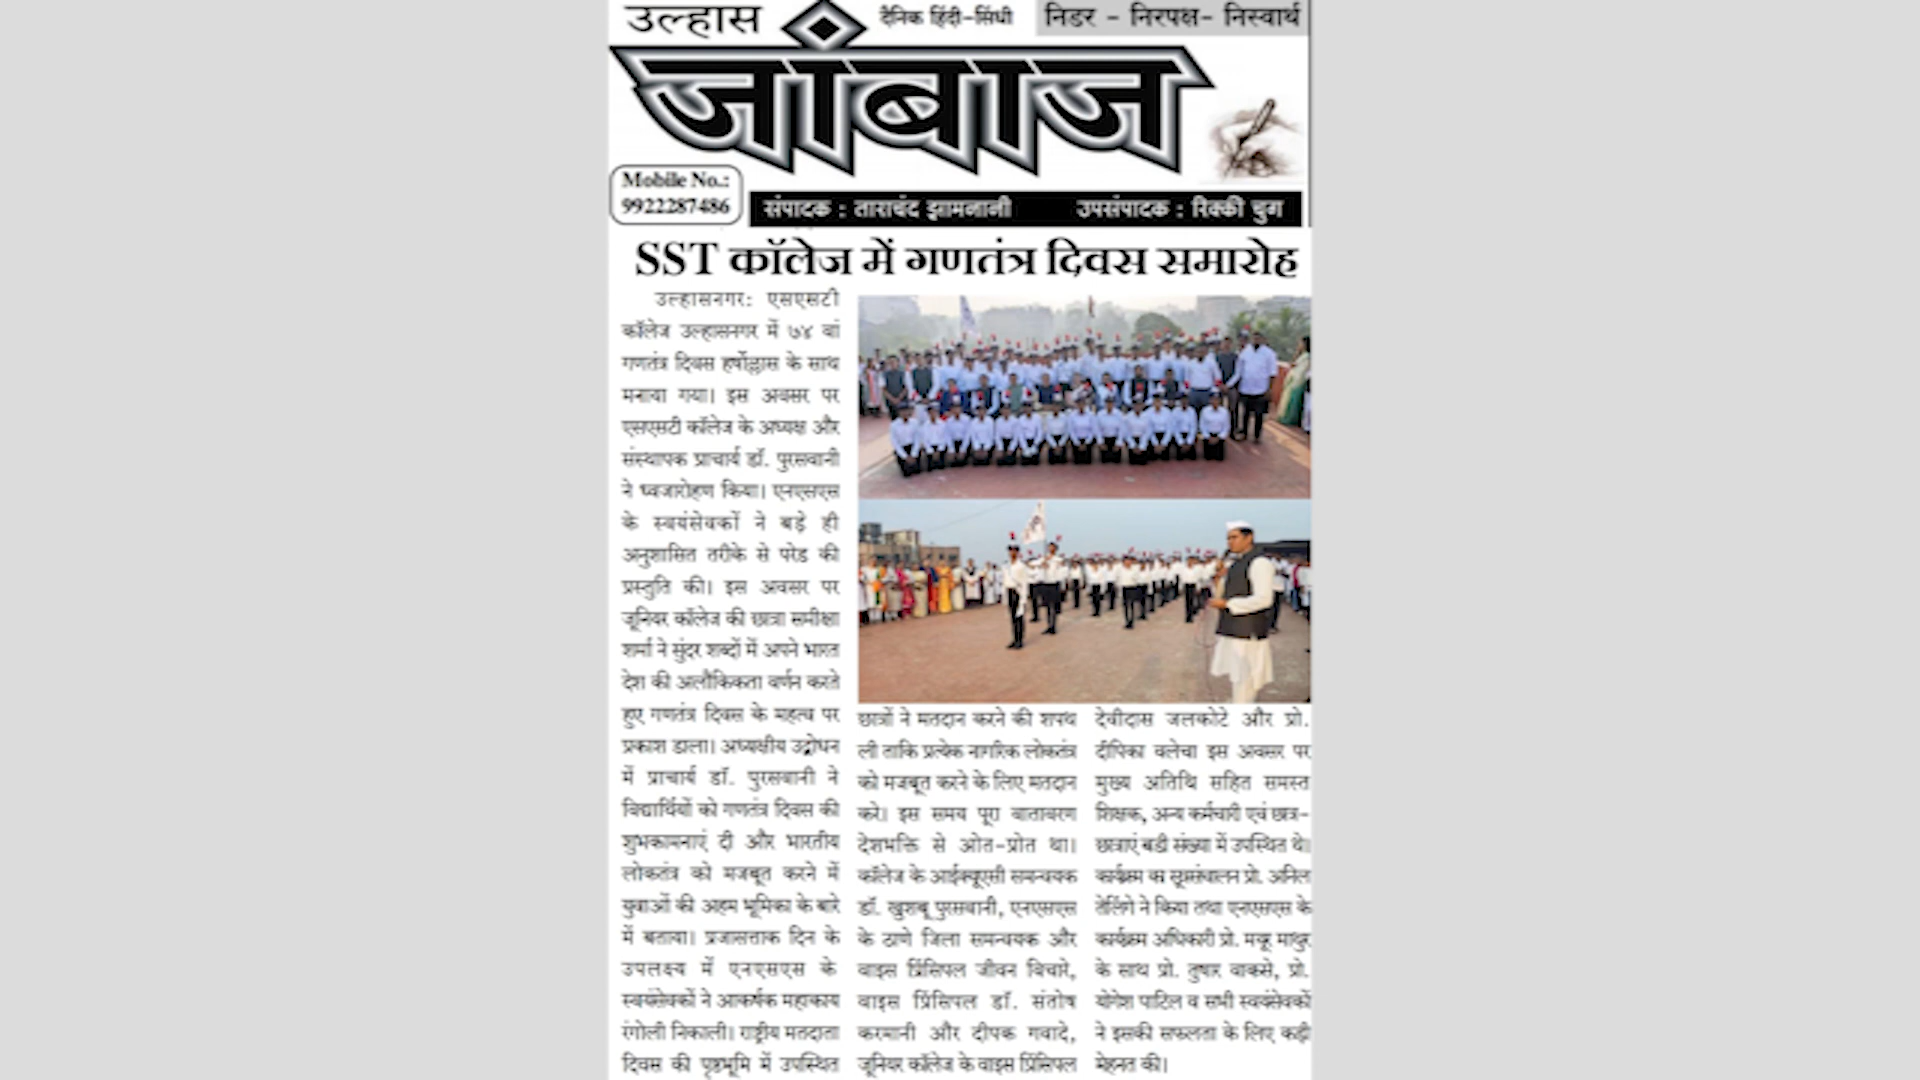 उल्हास
दैनिक हिंदी-सिंधी
निडर - निरपक्ष- निस्वार्थ
जांबाज
Mobile No.:
9922287486
संपादक : ताराचंद झामनानी
उपसंपादक : रिक्की चुग
SST कॉलेज में गणतंत्र दिवस समारोह
उल्हासनगर: एसएसटी
कॉलेज उल्हासनगर में ७४ वां
गणतंत्र दिवस हर्षोल्लास के साथ
मनाया गया। इस अवसर पर
एसएसटी कॉलेज के अध्यक्ष और
संस्थापक प्राचार्य डॉ. पुरसवानी
ने ध्वजारोहण किया। एनएसएस
के स्वयंसेवकों ने बड़े ही
अनुशासित तरीके से परेड की
प्रस्तुति की। इस अवसर पर
जूनियर कॉलेज की छात्रा समीक्षा
शर्मा ने सुंदर शब्दों में अपने भारत
देश की अलौकिकता वर्णन करते
हुए गणतंत्र दिवस के महत्व पर
प्रकाश डाला। अध्यक्षीय उद्बोधन
में प्राचार्य डॉ. पुरसवानी ने
विद्यार्थियों को गणतंत्र दिवस की
शुभकामनाएं दी और भारतीय
लोकतंत्र को मजबूत करने में
युवाओं की अहम भूमिका के बारे
में बताया। प्रजासत्ताक दिन के
उपलक्ष्य में एनएसएस के
स्वयंसेवकों ने आकर्षक महाकाय
रंगोली निकाली। राष्ट्रीय मतदाता
दिवस की पृष्ठभूमि में उपस्थित
छात्रों ने मतदान करने की शपथ
ली ताकि प्रत्येक नागरिक लोकतंत्र
को मजबूत करने के लिए मतदान
करे। इस समय पूरा वातावरण
देशभक्ति से ओत-प्रोत था।
कॉलेज के आईक्यूएसी समन्वयक
डॉ. खुशबू पुरसवानी, एनएसएस
के ठाणे जिला समन्वयक और
वाइस प्रिंसिपल जीवन विचारे,
वाइस प्रिंसिपल डॉ. संतोष
करमानी और दीपक गवादे,
जूनियर कॉलेज के वाइस प्रिंसिपल
देवीदास जलकोटे और प्रो.
दीपिका वलेचा इस अवसर पर
मुख्य अतिथि सहित समस्त
शिक्षक, अन्य कर्मचारी एवं छात्र-
छात्राएं बडी संख्या में उपस्थित थे।
कार्यक्रम का सूत्रसंचालन प्रो. अनिल
तेलिंगे ने किया तथा एनएसएस के
कार्यक्रम अधिकारी प्रो. मयूर माथुर
के साथ प्रो. तुषार वाकसे, प्रो.
योगेश पाटिल व सभी स्वयंसेवकों
ने इसकी सफलता के लिए कड़ी
मेहनत की।